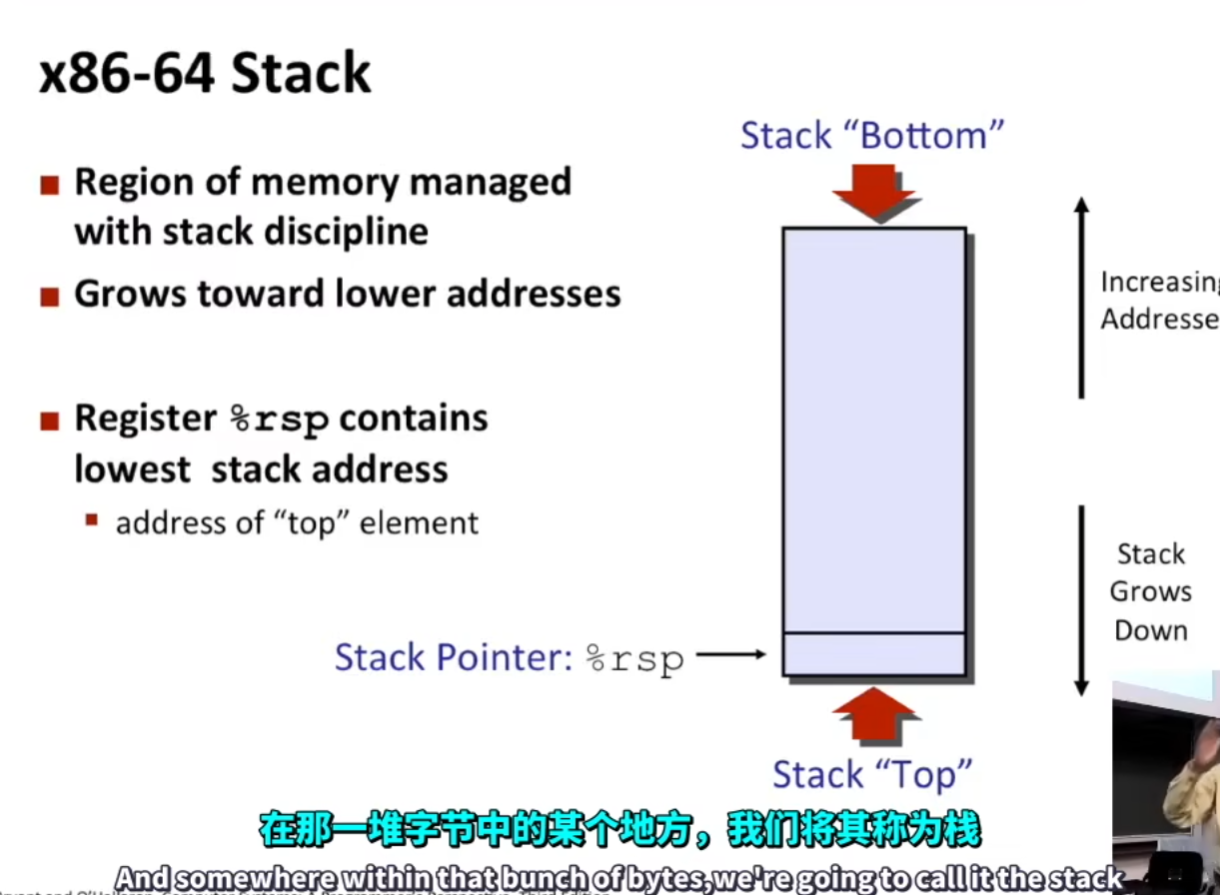 x86-64 Stack
Region of memory managed
with stack discipline
Grows toward lower addresses
Register %rsp contains
lowest stack address
address of “top” element
Stack “Bottom”
Increasing
Addresse
Stack
Grows
Down
Stack Pointer: %rsp
Stack “Top”
在那一堆字节中的某个地方，我们将其称为栈
And somewhere within that bunch of bytes,we're going to call it the stack